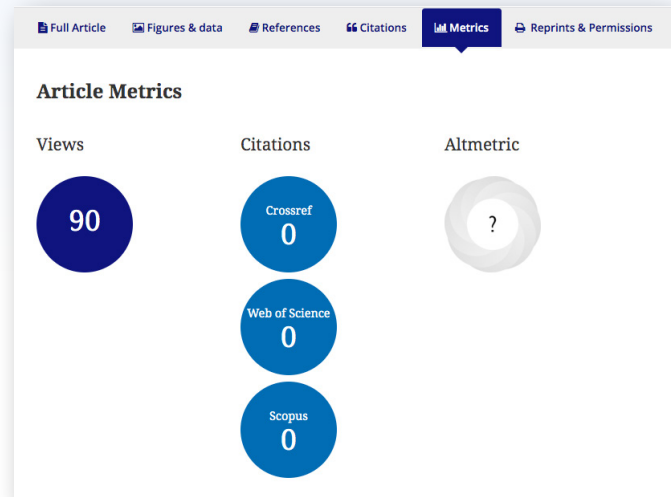 Full Article Figures & data References Citations Metrics Reprints & Permissions
Article Metrics
Views Citations Altmetric
90
Crossref
0
?
Web of Science
0
Scopus
0